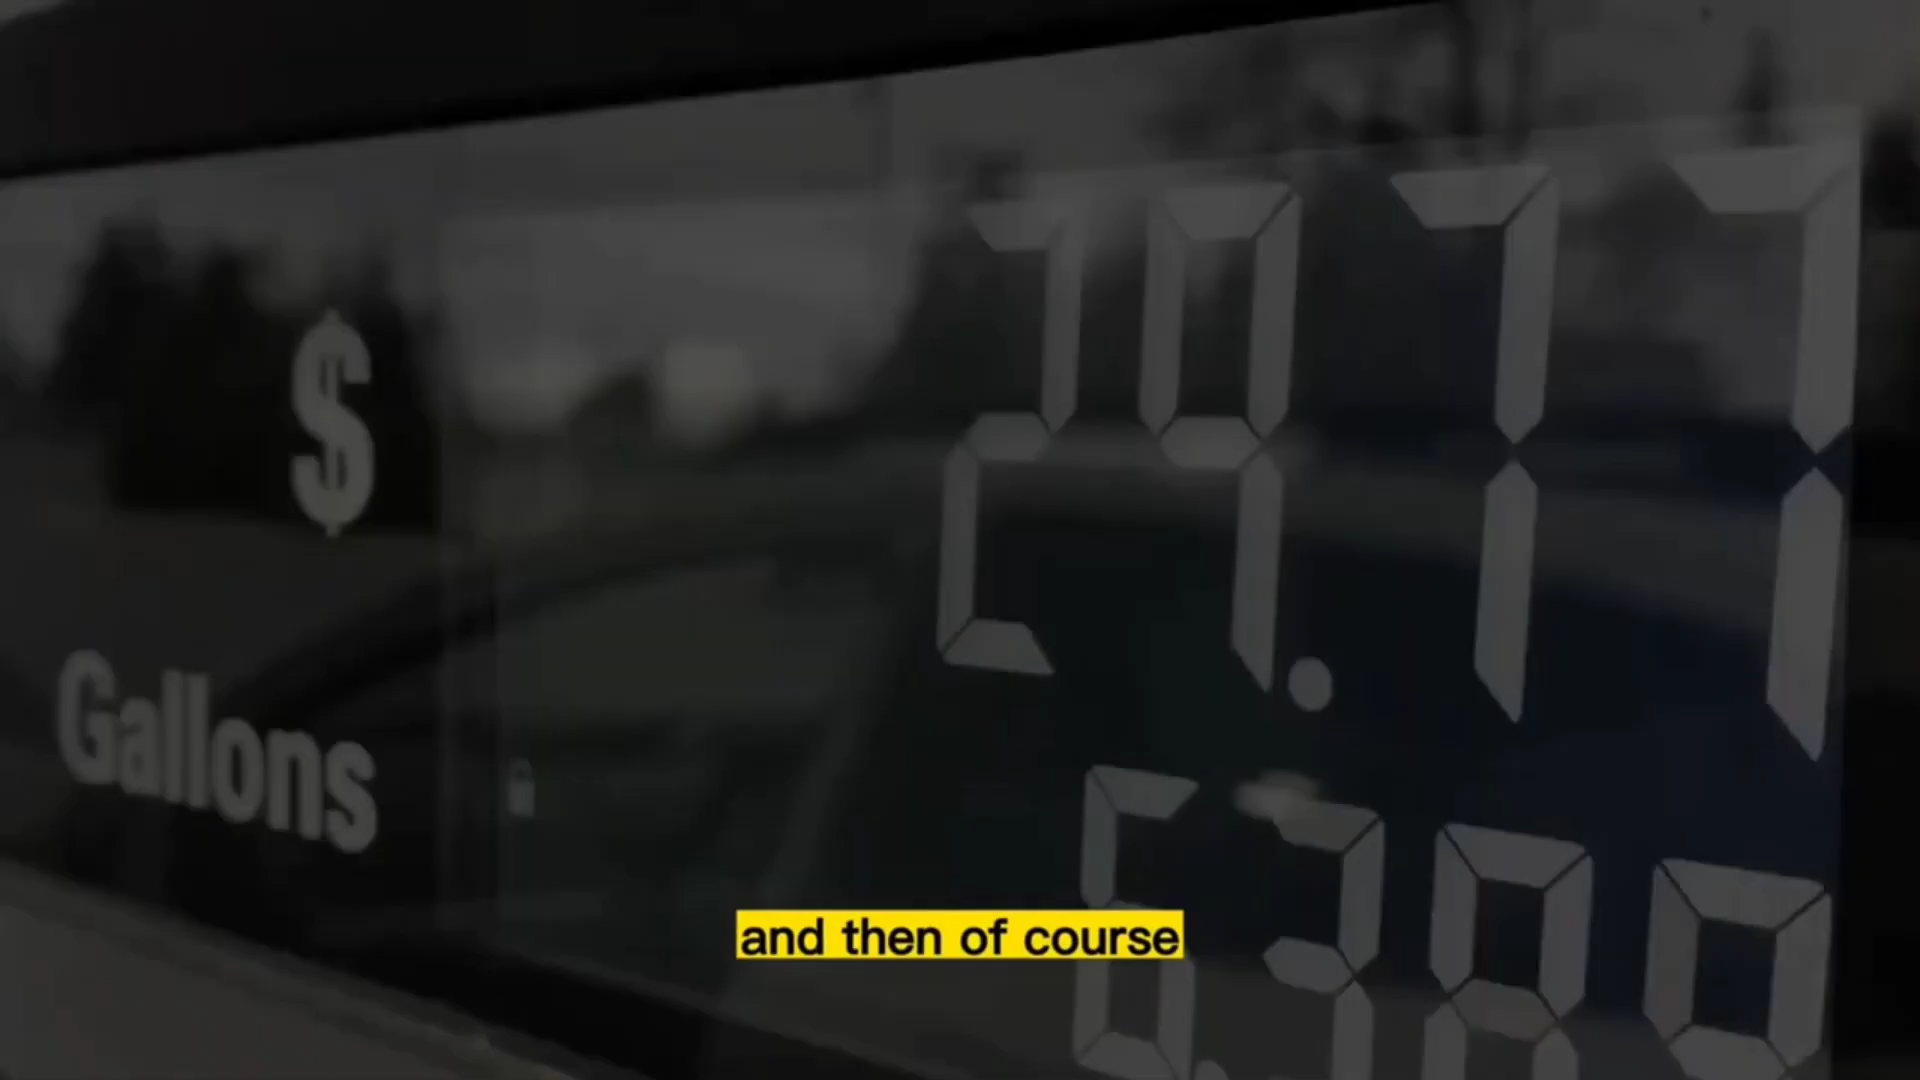 $ 29.77
Gallons
and then of course